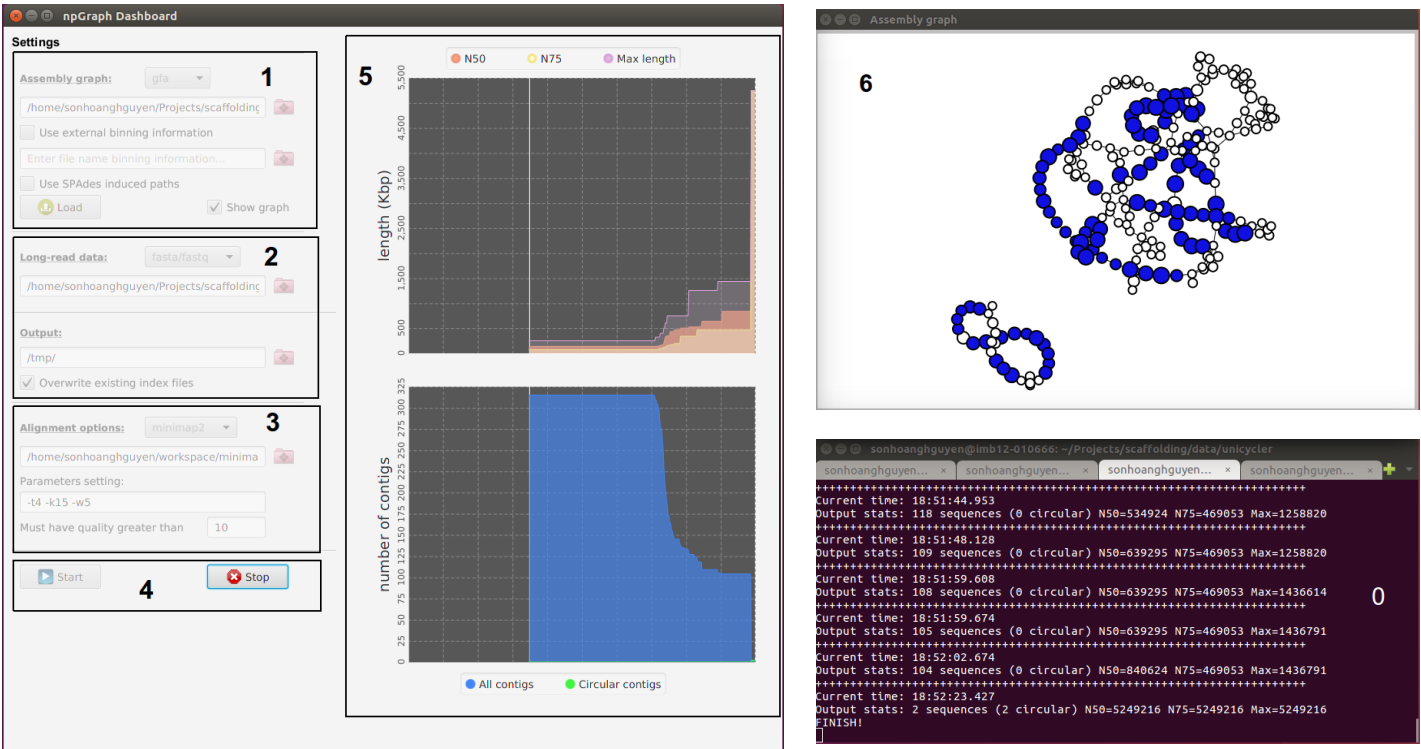 npGraph Dashboard
Settings
1
Assembly graph: gfa
/home/sonhoanghguyen/Projects/scaffolding
Use external binning information
Enter file name binning information...
Use SPAdes induced paths
Load Show graph
2
Long-read data: fasta/fastq
/home/sonhoanghguyen/Projects/scaffolding
Output:
/tmp/
Overwrite existing index files
3
Alignment options: minimap2
/home/sonhoanghguyen/workspace/minima
Parameters setting:
-t4 -k15 -w5
Must have quality greater than 10
Start Stop
4
5
N50 N75 Max length
length (Kbp)
5,500
4,500
3,500
2,500
1,500
500
0
number of contigs
325
300
275
250
225
200
175
150
125
100
75
50
25
0
All contigs Circular contigs
Assembly graph
6
sonhoanghguyen@imb12-010666: ~/Projects/scaffolding/data/unicycler
sonhoanghguyen... × sonhoanghguyen... × sonhoanghguyen... × sonhoanghguyen... ×
++++++++++++++++++++++++++++++++++++++++++++++++++++++++++++++++++++++
Current time: 18:51:44.953
Output stats: 118 sequences (0 circular) N50=534924 N75=469053 Max=1258820
++++++++++++++++++++++++++++++++++++++++++++++++++++++++++++++++++++++
Current time: 18:51:48.128
Output stats: 109 sequences (0 circular) N50=639295 N75=469053 Max=1258820
++++++++++++++++++++++++++++++++++++++++++++++++++++++++++++++++++++++
Current time: 18:51:59.608
Output stats: 108 sequences (0 circular) N50=639295 N75=469053 Max=1436614
++++++++++++++++++++++++++++++++++++++++++++++++++++++++++++++++++++++
Current time: 18:51:59.674
Output stats: 105 sequences (0 circular) N50=639295 N75=469053 Max=1436791
++++++++++++++++++++++++++++++++++++++++++++++++++++++++++++++++++++++
Current time: 18:52:02.674
Output stats: 104 sequences (0 circular) N50=840624 N75=469053 Max=1436791
++++++++++++++++++++++++++++++++++++++++++++++++++++++++++++++++++++++
Current time: 18:52:23.427
Output stats: 2 sequences (2 circular) N50=5249216 N75=5249216 Max=5249216
FINISH!
0